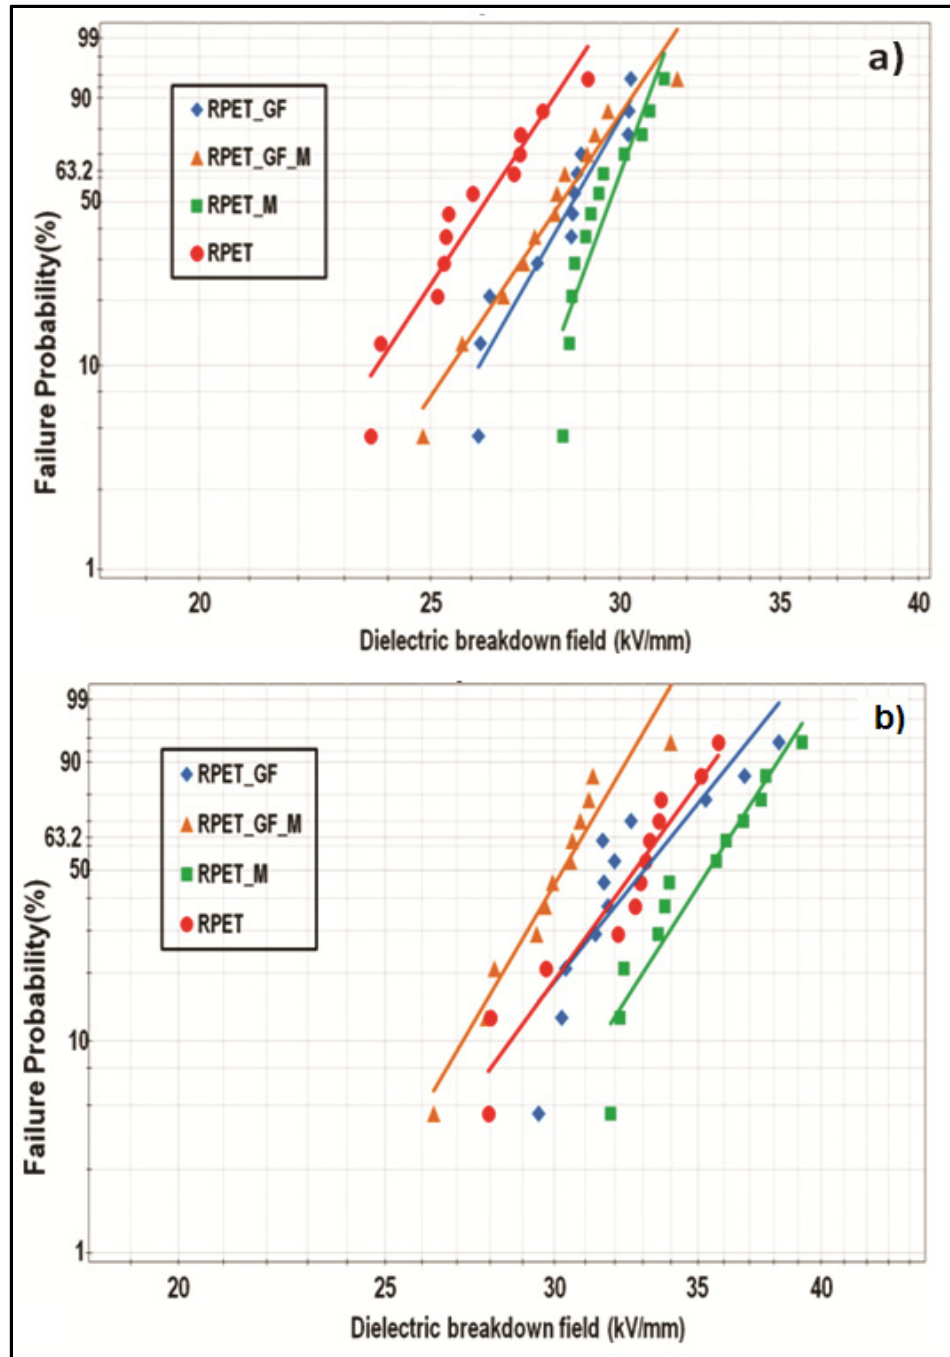 a)
99
90
63.2
50
10
1
Failure Probability(%)
RPET_GF
RPET_GF_M
RPET_M
RPET
20 25 30 35 40
Dielectric breakdown field (kV/mm)
b)
99
90
63.2
50
10
1
Failure Probability(%)
RPET_GF
RPET_GF_M
RPET_M
RPET
20 25 30 35 40
Dielectric breakdown field (kV/mm)